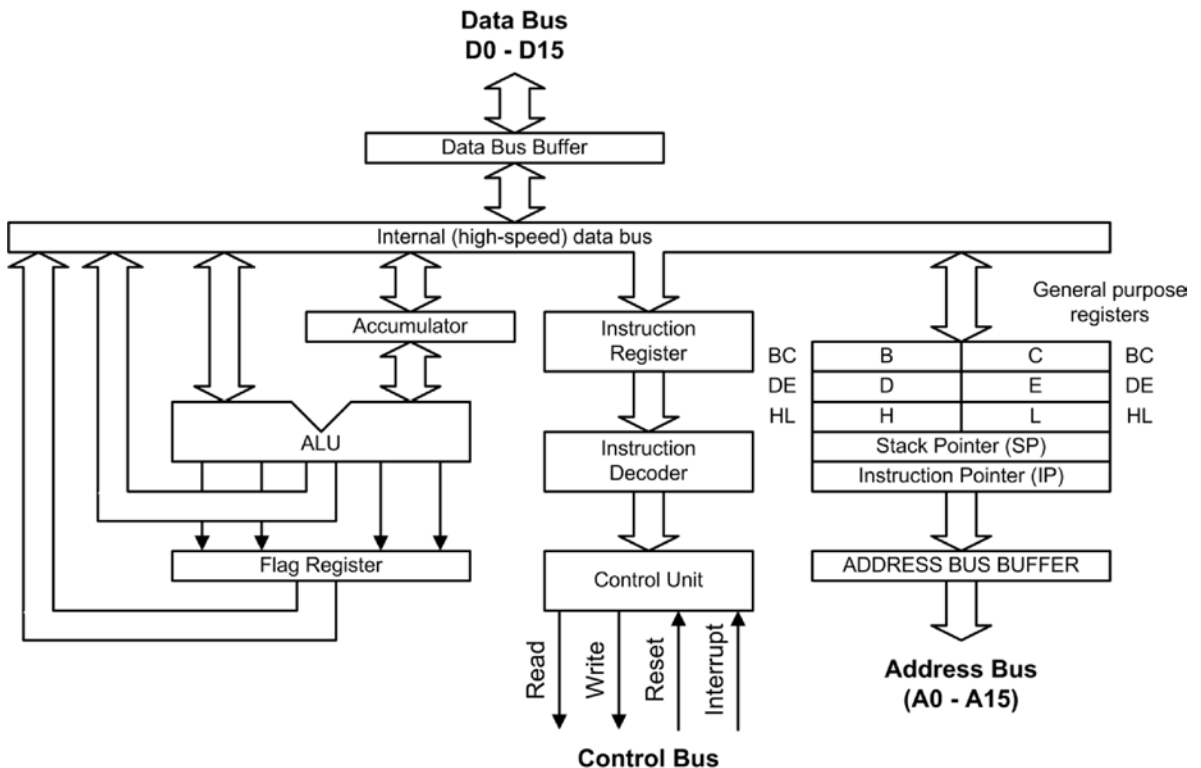 Data Bus
D0 - D15
Data Bus Buffer
Internal (high-speed) data bus
General purpose
registers
Accumulator
Instruction
Register
BC
B
C
BC
DE
D
E
DE
HL
H
L
HL
ALU
Instruction
Decoder
Stack Pointer (SP)
Instruction Pointer (IP)
Flag Register
Control Unit
ADDRESS BUS BUFFER
Read
Write
Reset
Interrupt
Address Bus
(A0 - A15)
Control Bus